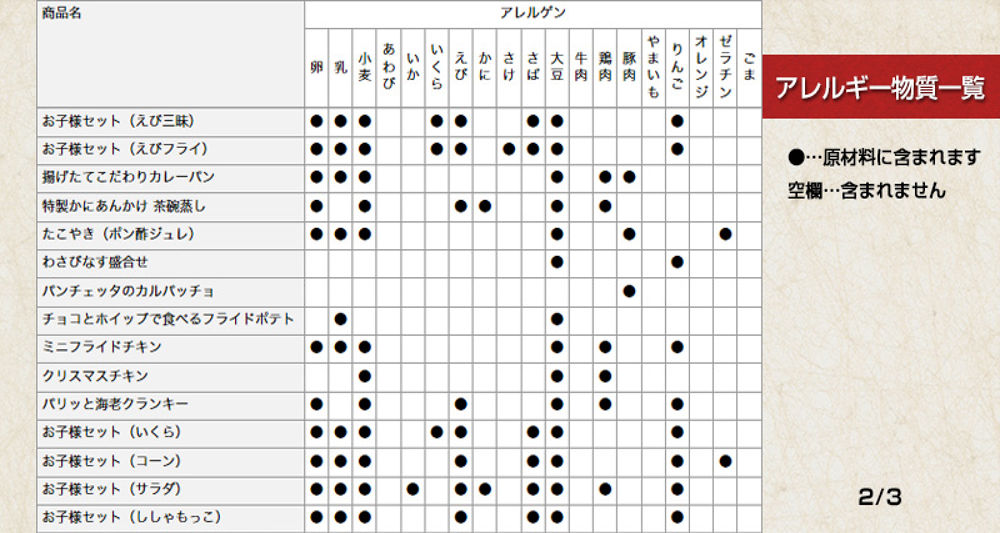 商品名 アレルゲン
卵 乳 小麦 あわび いか いくら えび かに さけ さば 大豆 牛肉 鶏肉 豚肉 やまいも りんご オレンジ ゼラチン ごま
お子様セット（えび三昧） ● ● ● ● ● ● ● ●
お子様セット（えびフライ） ● ● ● ● ● ● ● ● ●
揚げたてこだわりカレーパン ● ● ● ● ● ●
特製かにあんかけ 茶碗蒸し ● ● ● ● ● ●
たこやき（ポン酢ジュレ） ● ● ● ● ● ●
わさびなす盛合せ ● ●
パンチェッタのカルパッチョ ●
チョコとホイップで食べるフライドポテト ● ●
ミニフライドチキン ● ● ● ● ● ●
クリスマスチキン ● ● ●
パリッと海老クランキー ● ● ● ● ● ●
お子様セット（いくら） ● ● ● ● ● ● ● ●
お子様セット（コーン） ● ● ● ● ● ● ● ●
お子様セット（サラダ） ● ● ● ● ● ● ● ● ● ●
お子様セット（ししゃもっこ） ● ● ● ● ● ● ●
アレルギー物質一覧
●…原材料に含まれます
空欄…含まれません
2/3